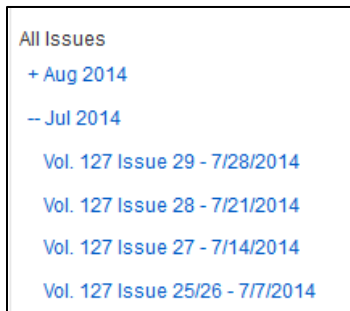 All Issues
+ Aug 2014
-- Jul 2014
Vol. 127 Issue 29 - 7/28/2014
Vol. 127 Issue 28 - 7/21/2014
Vol. 127 Issue 27 - 7/14/2014
Vol. 127 Issue 25/26 - 7/7/2014